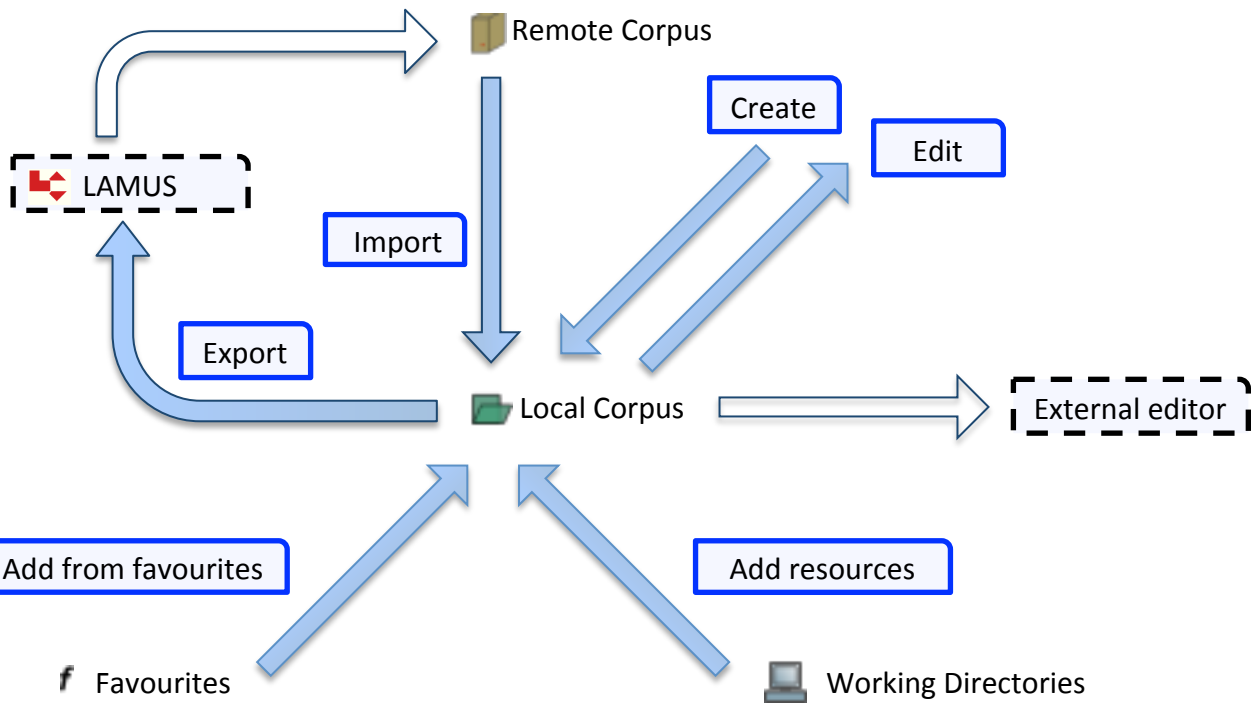 Remote Corpus
Create
Edit
LAMUS
Import
Export
Local Corpus
External editor
Add from favourites
Add resources
f Favourites
Working Directories